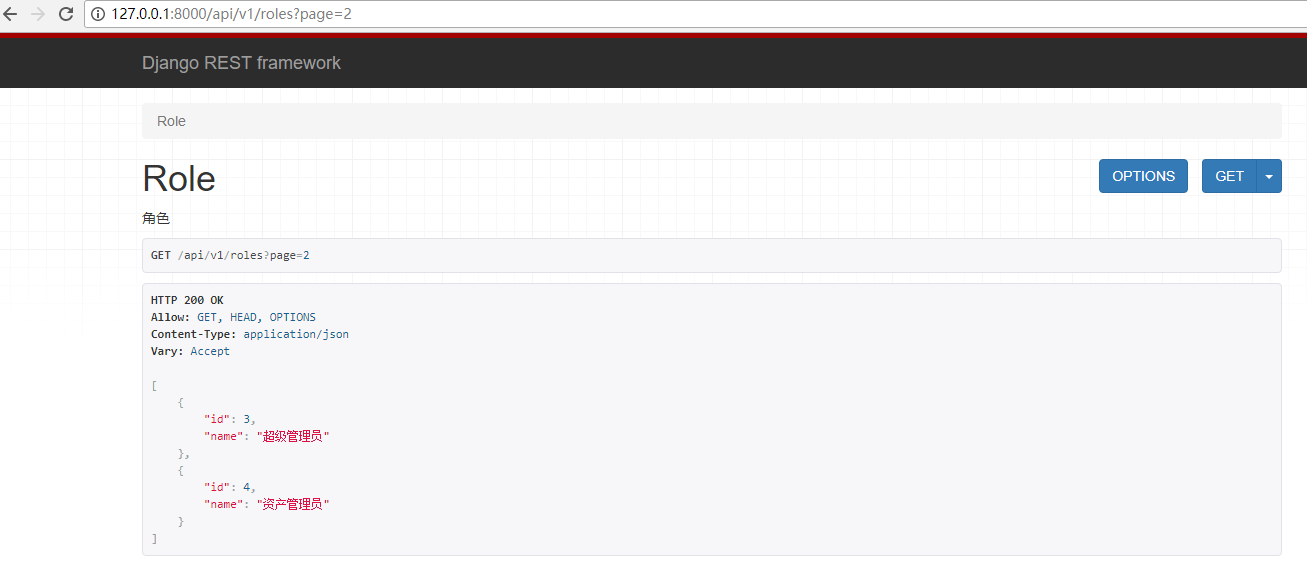 127.0.0.1:8000/api/v1/roles?page=2
Django REST framework
Role
Role
OPTIONS
GET
角色
GET /api/v1/roles?page=2
HTTP 200 OK
Allow: GET, HEAD, OPTIONS
Content-Type: application/json
Vary: Accept
[
    {
        "id": 3,
        "name": "超级管理员"
    },
    {
        "id": 4,
        "name": "资产管理员"
    }
]